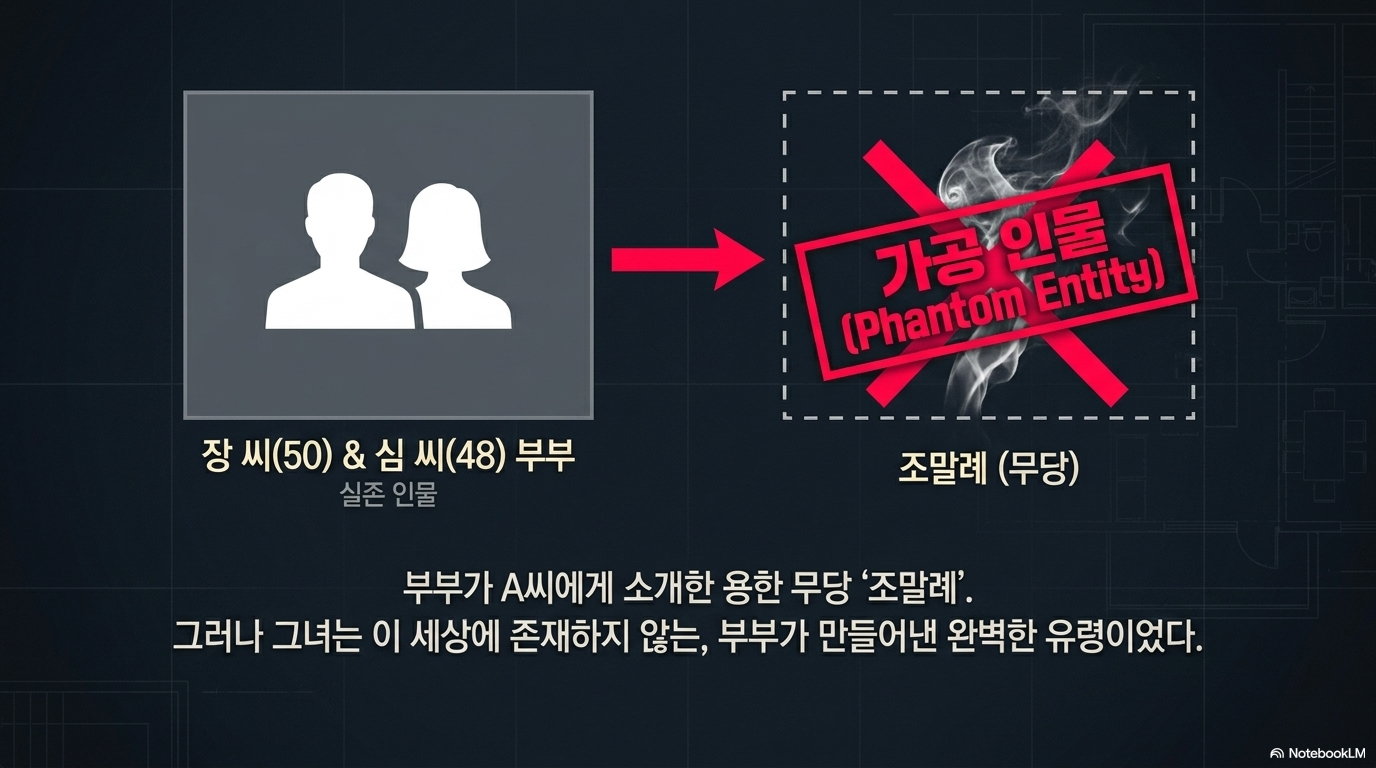 가공 인물
(Phantom Entity)
장 씨(50) & 심 씨(48) 부부
실존 인물
조말례 (무당)
부부가 A씨에게 소개한 용한 무당 ‘조말례’.
그러나 그녀는 이 세상에 존재하지 않는, 부부가 만들어낸 완벽한 유령이었다.
NotebookLM